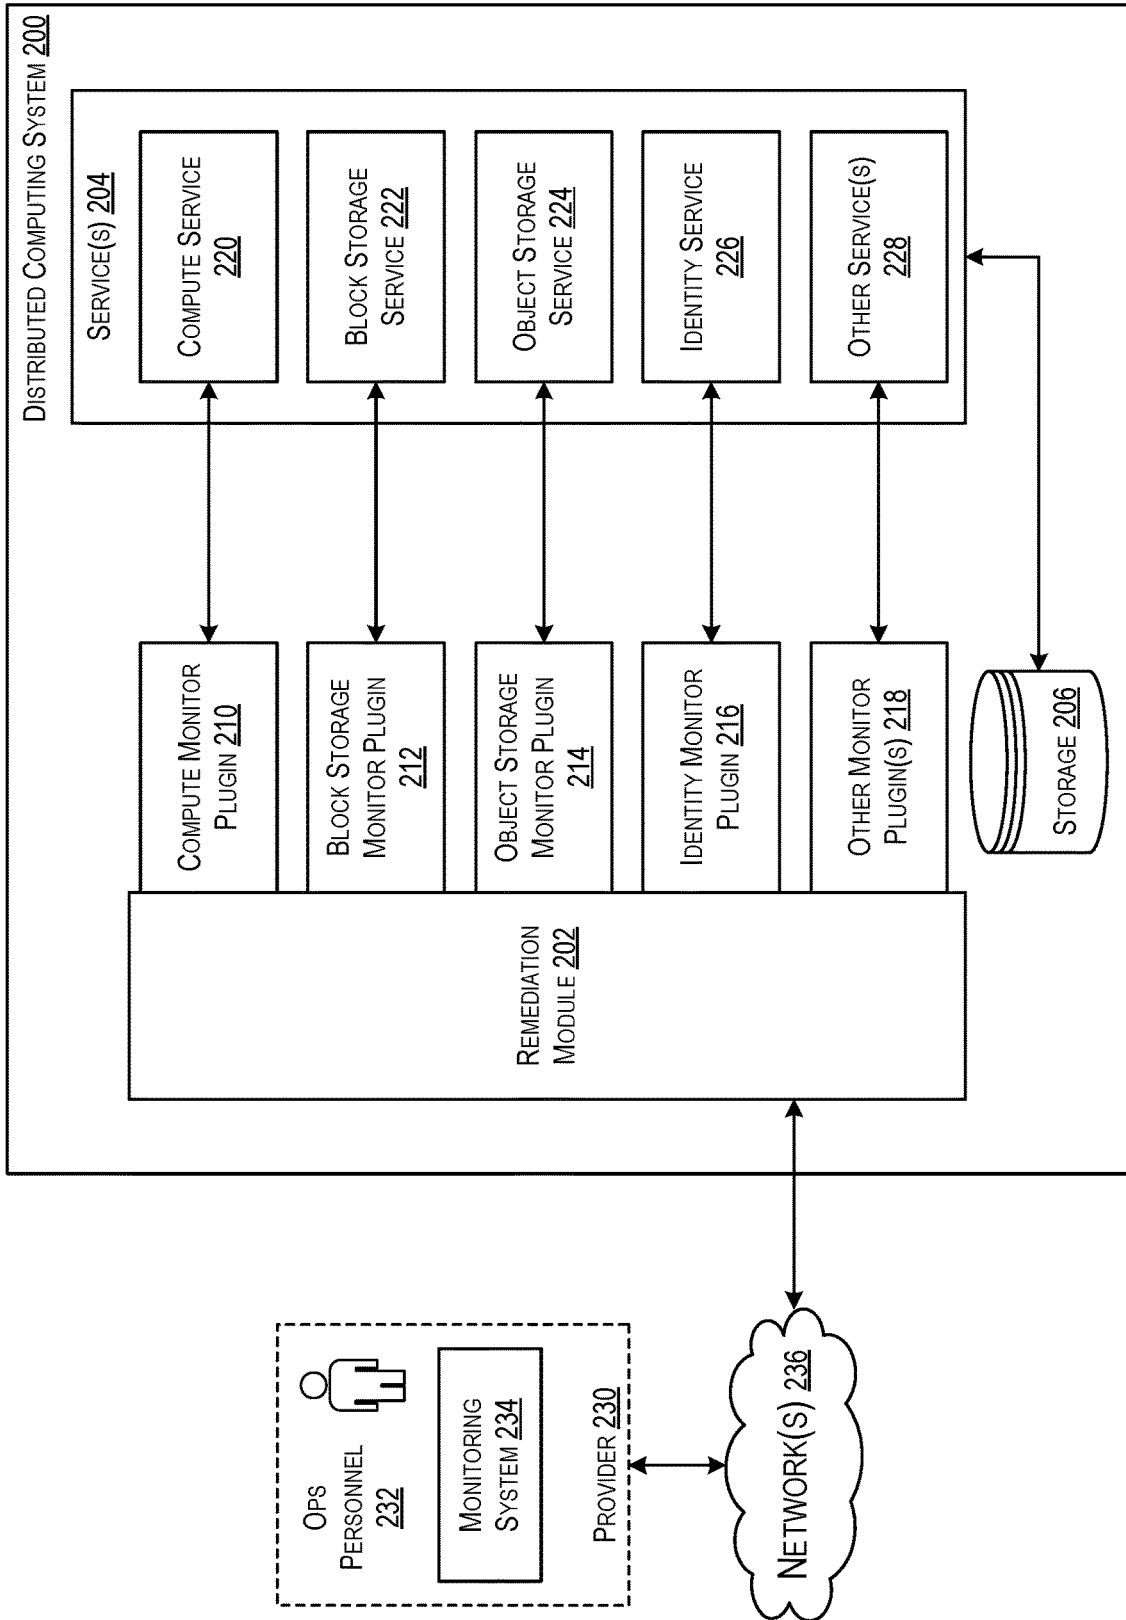 DISTRIBUTED COMPUTING SYSTEM 200
SERVICE(S) 204
COMPUTE SERVICE
220
BLOCK STORAGE
SERVICE 222
OBJECT STORAGE
SERVICE 224
IDENTITY SERVICE
226
OTHER SERVICE(S)
228
COMPUTE MONITOR
PLUGIN 210
BLOCK STORAGE
MONITOR PLUGIN
212
OBJECT STORAGE
MONITOR PLUGIN
214
IDENTITY MONITOR
PLUGIN 216
OTHER MONITOR
PLUGIN(S) 218
STORAGE 206
REMEDIATION
MODULE 202
OPS
PERSONNEL
232
MONITORING
SYSTEM 234
PROVIDER 230
NETWORK(S) 236